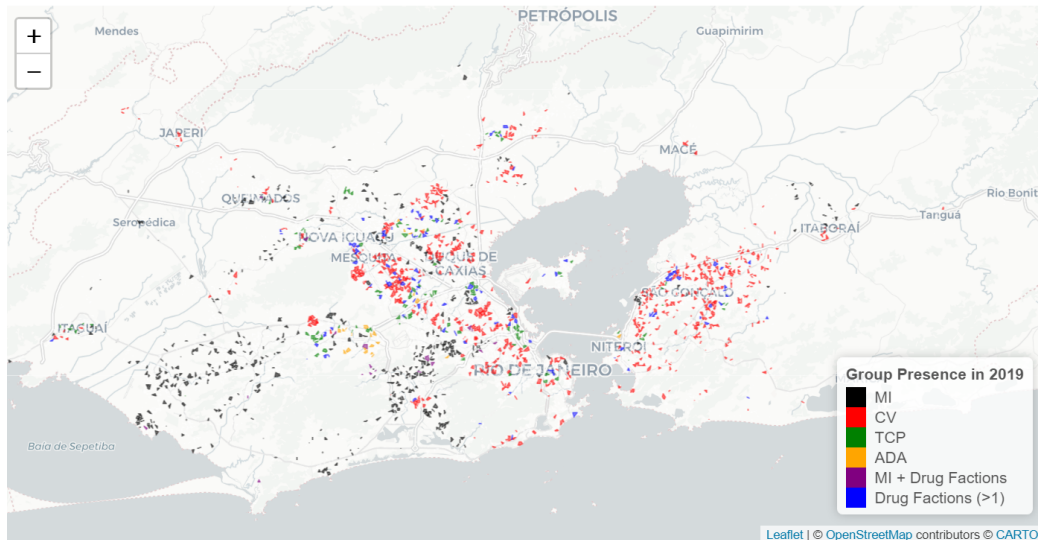 PETRÓPOLIS
+
Mendes
Guapimirim
−
JAPERI
MAGÉ
QUEIMADOS
Rio Bonit
Seropédica
Tanguá
ITABORAÍ
NOVA IGUAÇU
MESQUITA
DUQUE DE
CAXIAS
SÃO GONÇALO
ITAGUAÍ
NITERÓI
RIO DE JANEIRO
Baia de Sepetiba
Group Presence in 2019
MI
CV
TCP
ADA
MI + Drug Factions
Drug Factions (>1)
Leaflet | © OpenStreetMap contributors © CARTO